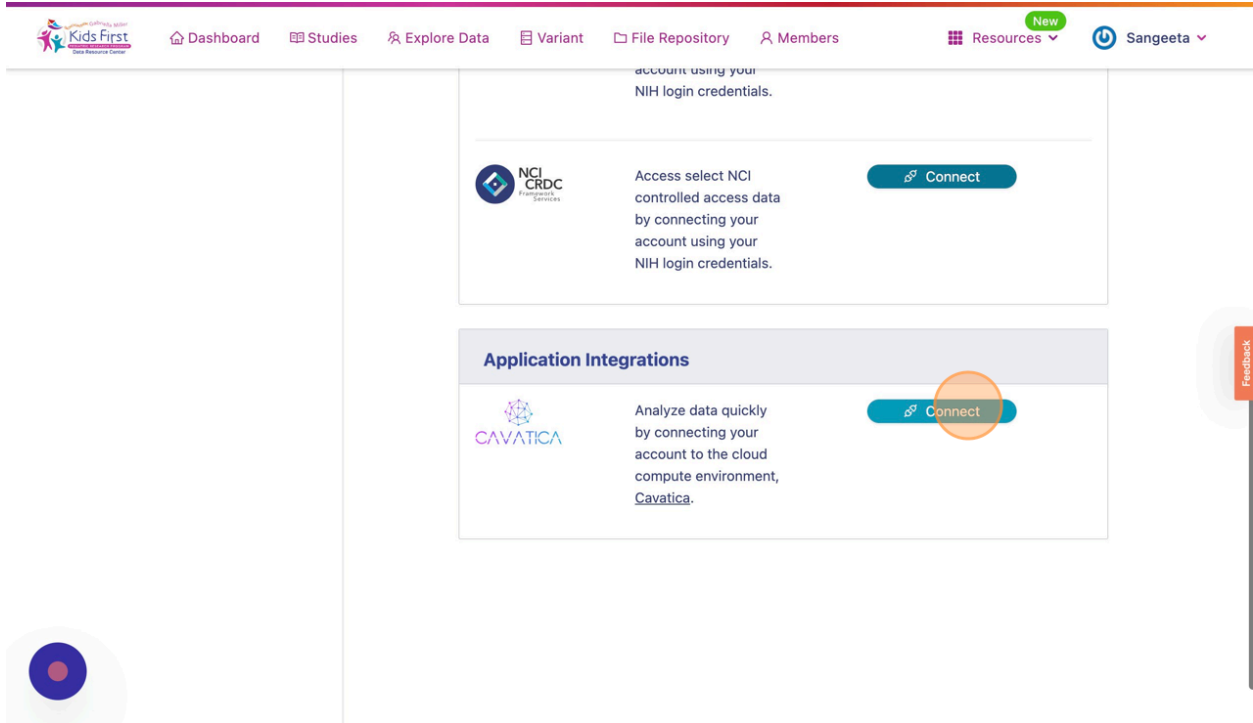 Kids First
Data Resource Center
Dashboard
Studies
Explore Data
Variant
File Repository
Members
New
Resources
Sangeeta
account using your
NIH login credentials.
NCI
CRDC
Framework
Services
Access select NCI
controlled access data
by connecting your
account using your
NIH login credentials.
Connect
Application Integrations
CAVATICA
Analyze data quickly
by connecting your
account to the cloud
compute environment,
Cavatica.
Connect
Feedback